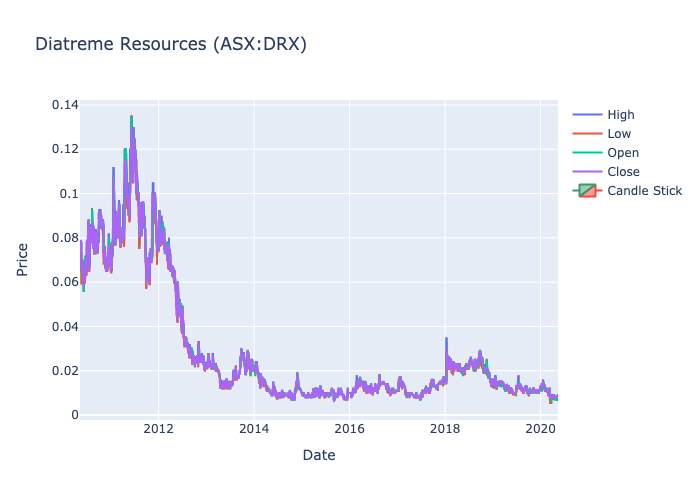 Diatreme Resources (ASX:DRX)
0.14
0.12
0.1
0.08
0.06
0.04
0.02
0
Price
2012
2014
2016
2018
2020
Date
High
Low
Open
Close
Candle Stick